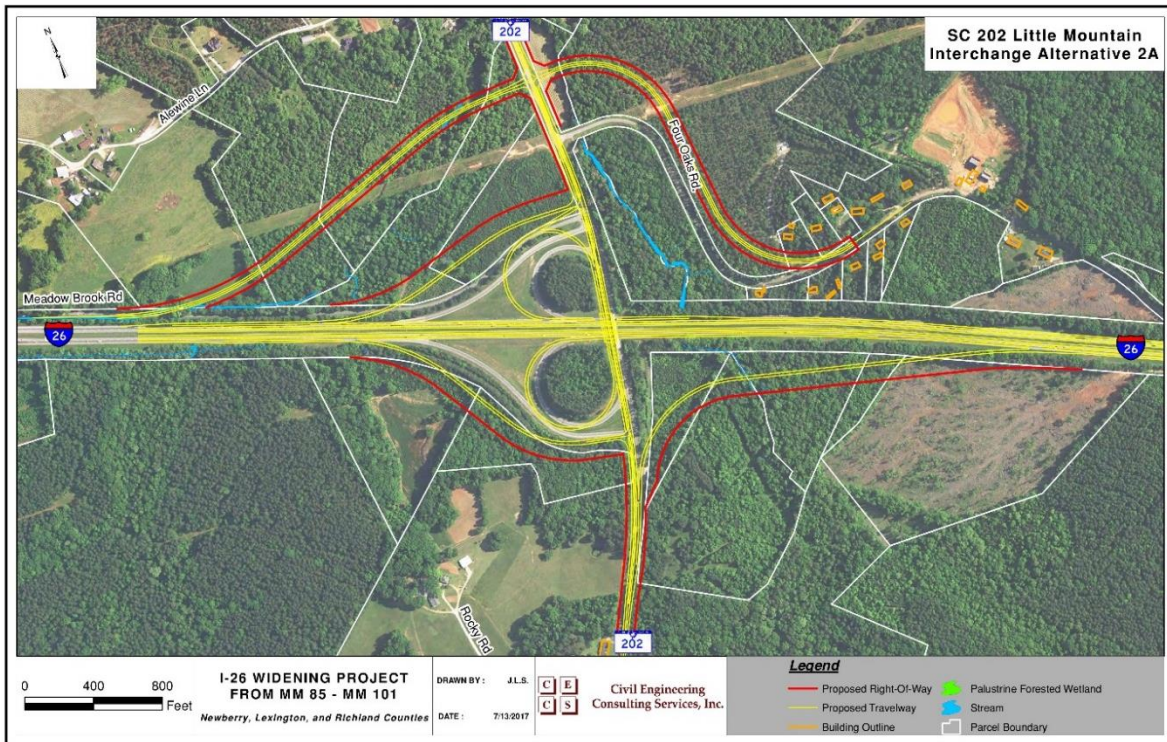 SC 202 Little Mountain
Interchange Alternative 2A
N
202
Alewine Ln
Four Oaks Rd.
Meadow Brook Rd
26
26
Rocky Rd
202
0 400 800
Feet
I-26 WIDENING PROJECT
FROM MM 85 - MM 101
Newberry, Lexington, and Richland Counties
DRAWN BY : J.L.S.
DATE : 7/13/2017
C E
C S
Civil Engineering
Consulting Services, Inc.
Legend
Proposed Right-Of-Way
Proposed Travelway
Building Outline
Palustrine Forested Wetland
Stream
Parcel Boundary